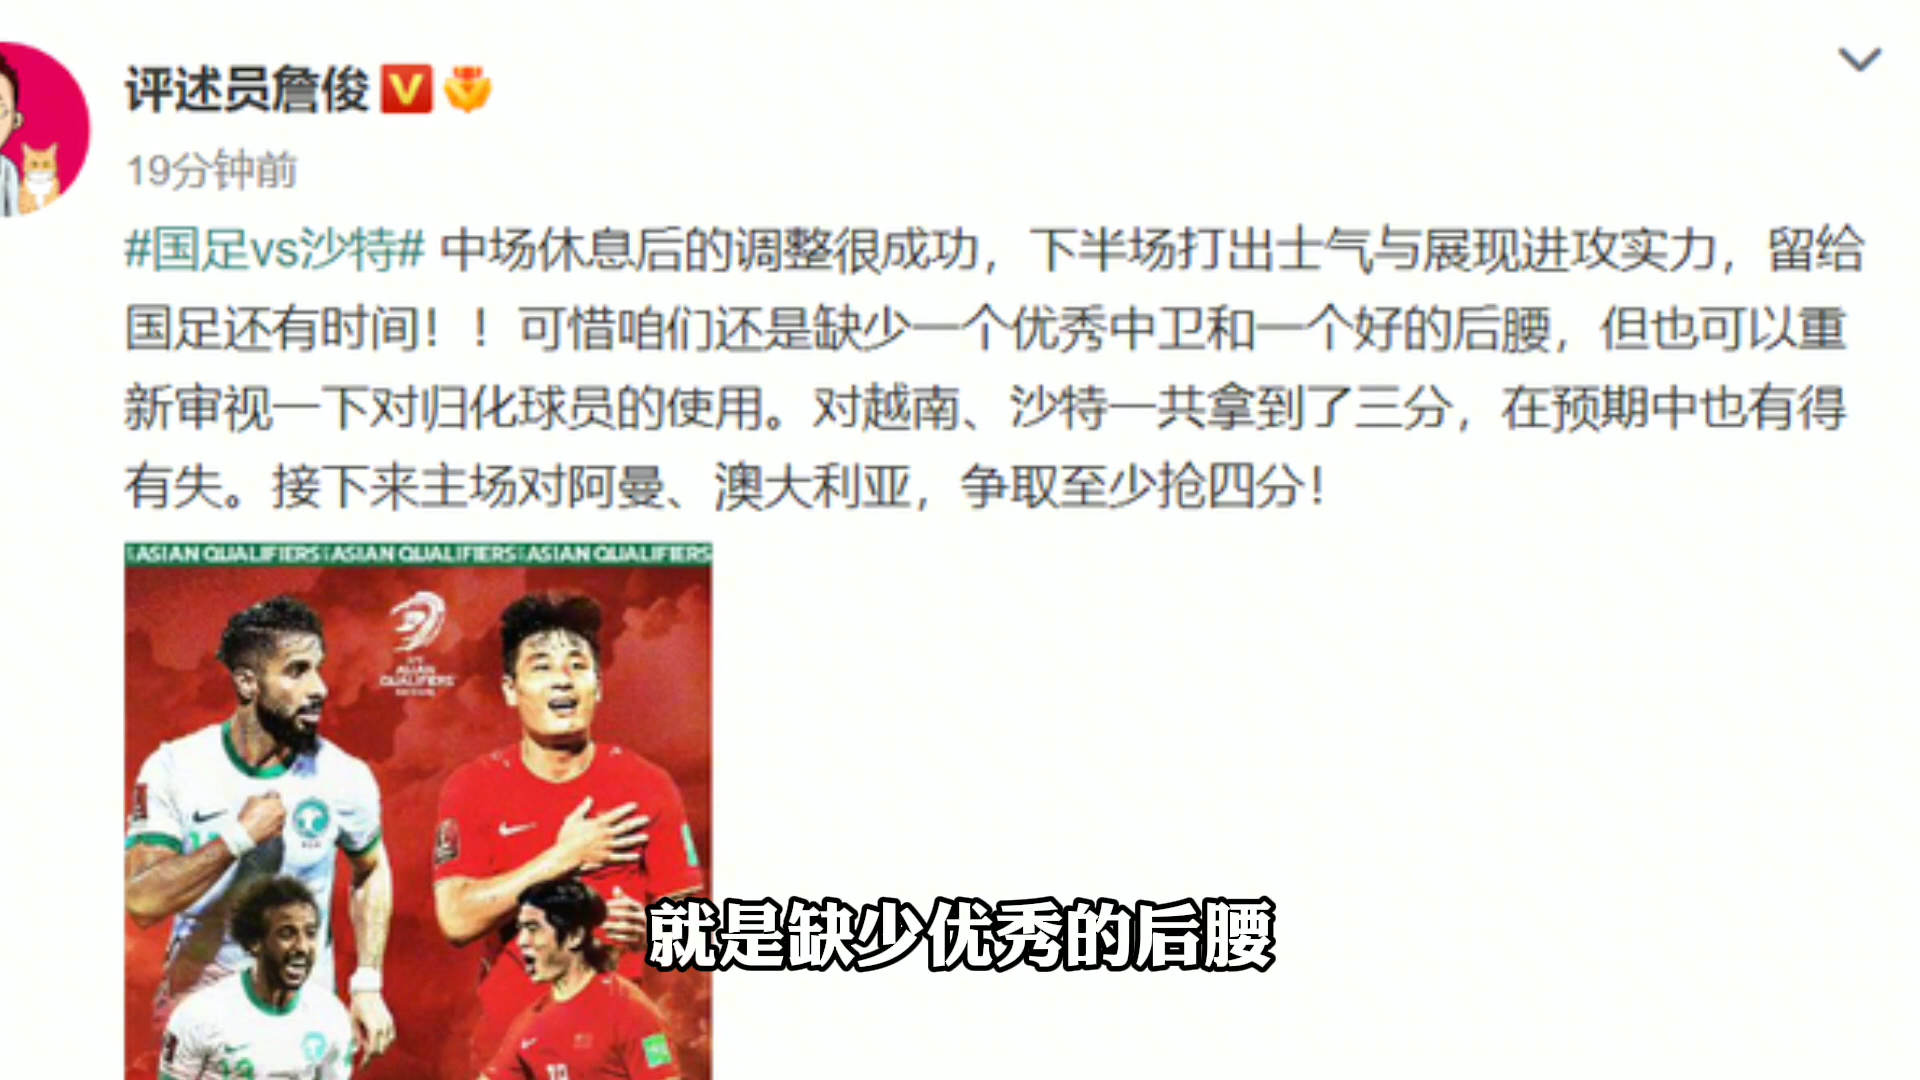 评述员詹俊
19分钟前
#国足vs沙特# 中场休息后的调整很成功，下半场打出士气与展现进攻实力，留给
国足还有时间！！可惜咱们还是缺少一个优秀中卫和一个好的后腰，但也可以重
新审视一下对归化球员的使用。对越南、沙特一共拿到了三分，在预期中也有得
有失。接下来主场对阿曼、澳大利亚，争取至少抢四分！
ASIAN QUALIFIERS ASIAN QUALIFIERS ASIAN QUALIFIERS
ASIAN
QUALIFIERS
就是缺少优秀的后腰